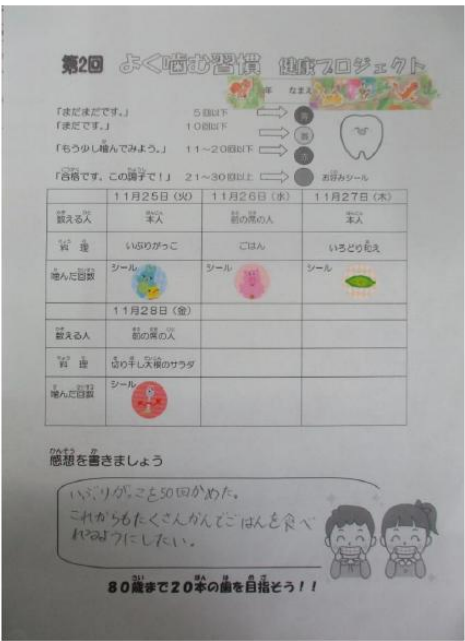 第2回 よく噛む習慣 健康プロジェクト
年 なまえ
「まだまだです。」 5回以下
「まだです。」 10回以下
「もう少し噛んでみよう。」 11～20回以下
「合格です。この調子で！」 21～30回以上 お好みシール
11月25日（火） 11月26日（水） 11月27日（木）
数える人 本人 前の席の人 本人
料理 いぶりがっこ ごはん いろどり和え
噛んだ回数 シール シール シール
11月28日（金）
数える人 前の席の人
料理 切り干し大根のサラダ
噛んだ回数 シール
感想を書きましょう
いぶりがっこを50回かめた。
これからもたくさんかんでごはんを食べ
れるようにしたい。
80歳まで20本の歯を目指そう！！